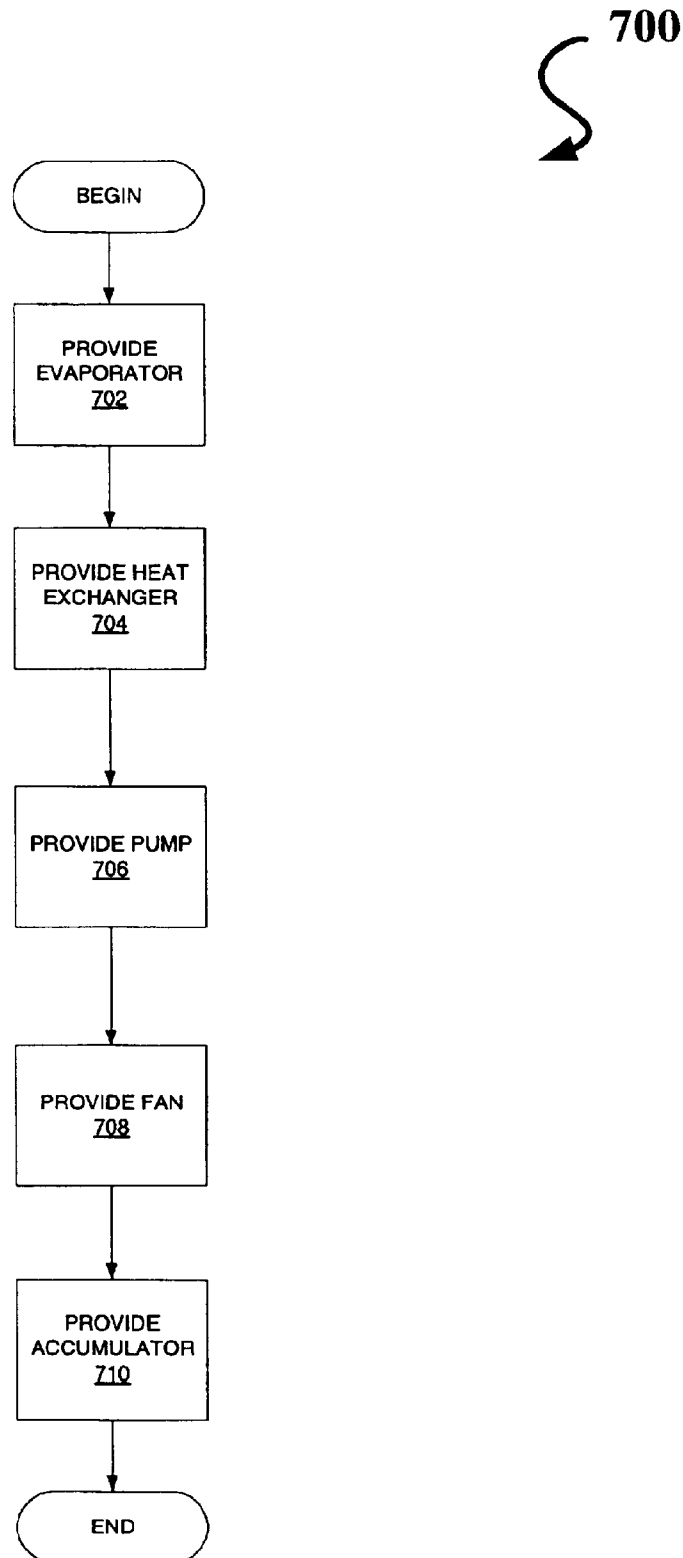 700
BEGIN
PROVIDE
EVAPORATOR
702
PROVIDE HEAT
EXCHANGER
704
PROVIDE PUMP
706
PROVIDE FAN
708
PROVIDE
ACCUMULATOR
710
END